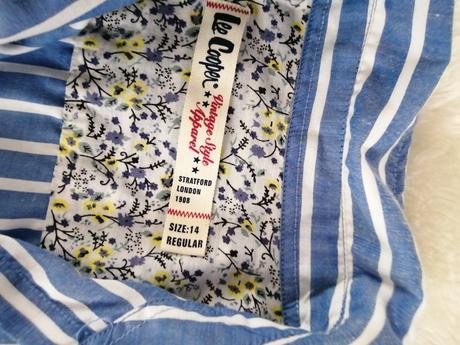 Lee Cooper
Vintage Style
Apparel
STRATFORD
LONDON
1908
SIZE:14
REGULAR